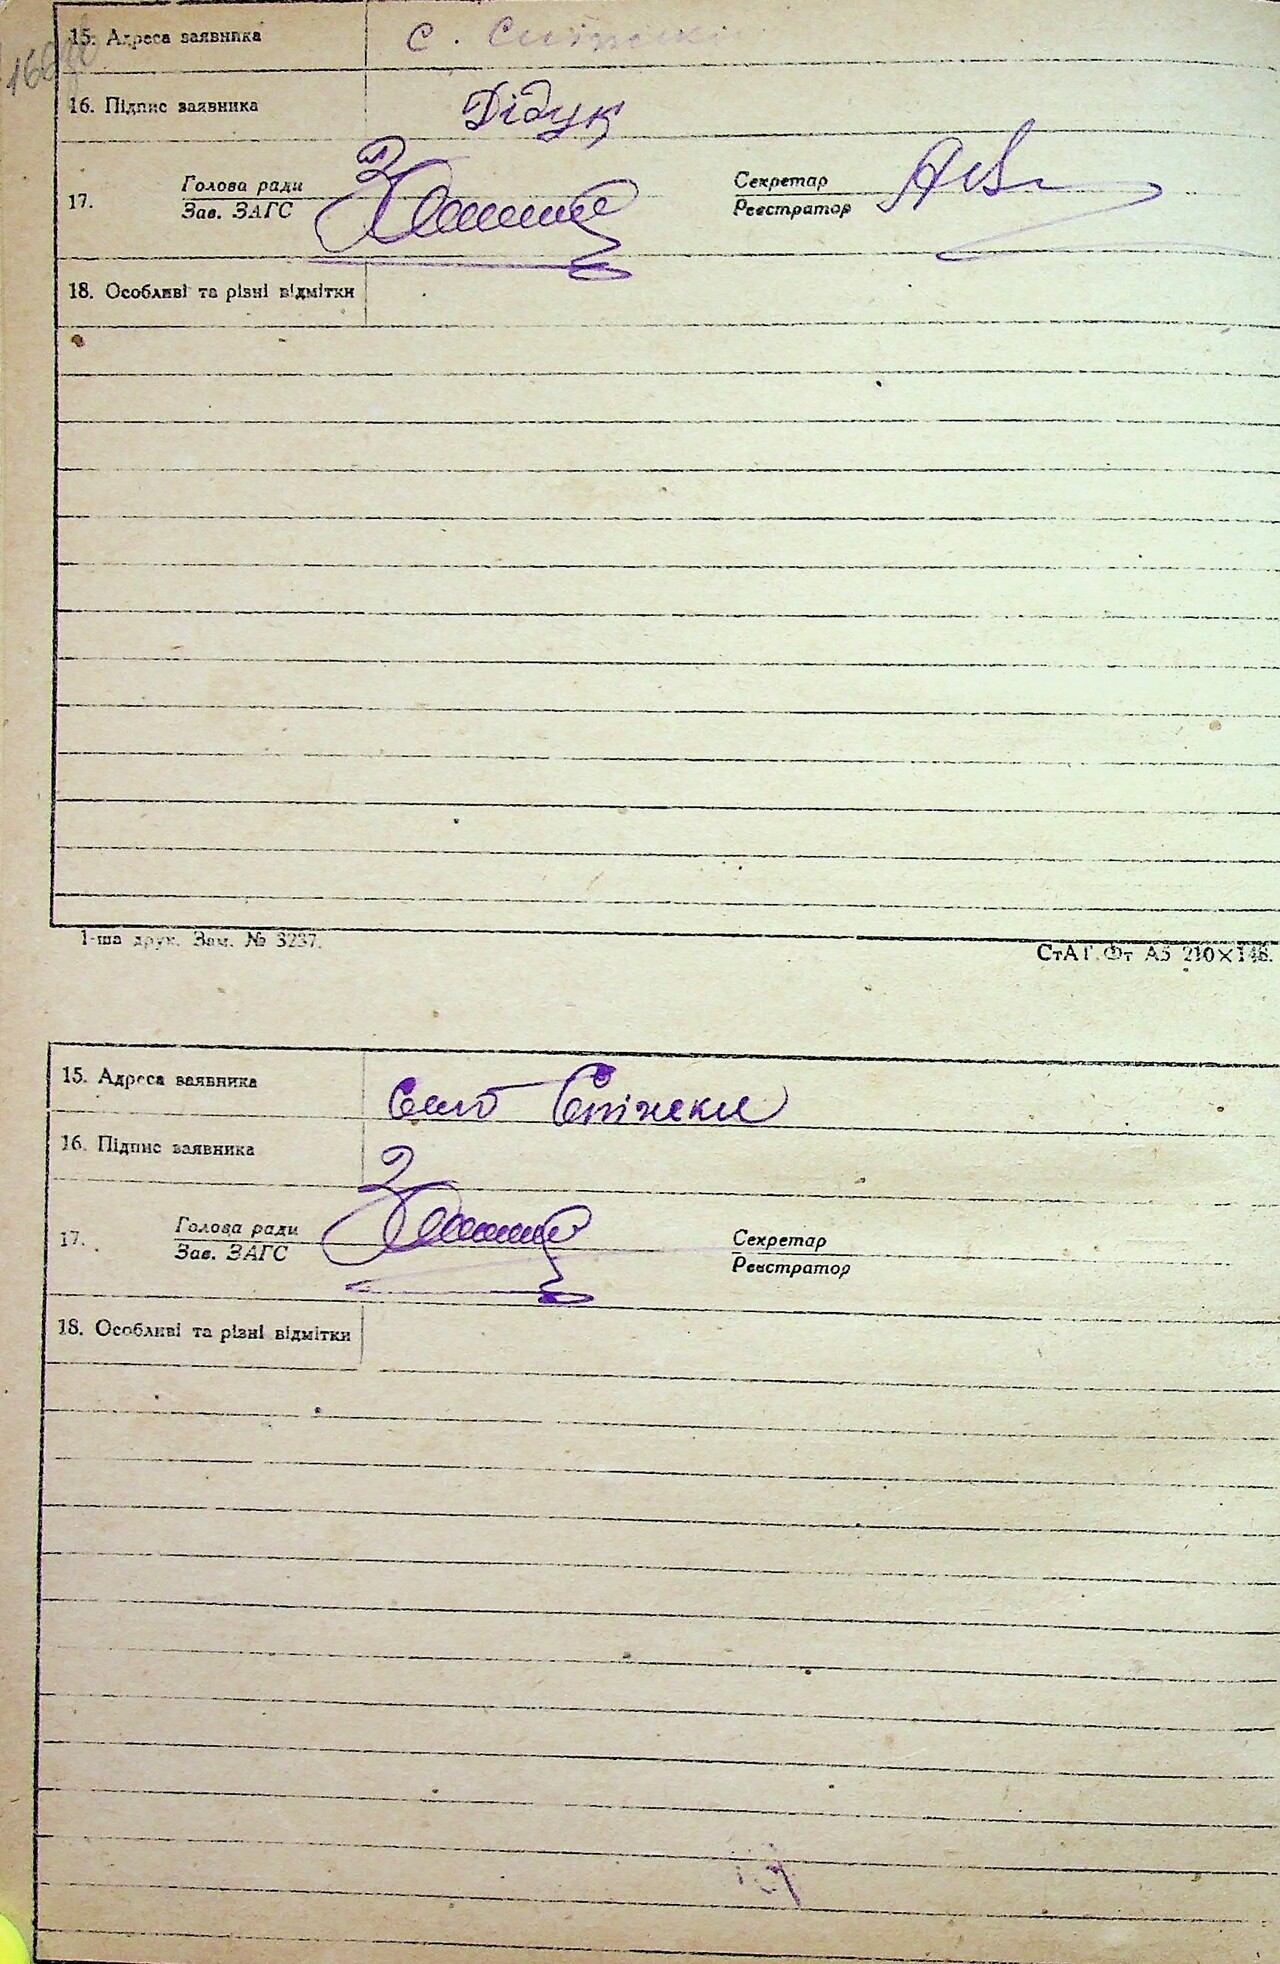 15. Адреса заявника С.
16. Підпис заявника Дідук
17. Голова ради Секретар
Зав. ЗАГС Реєстратор
18. Особливі та різні відмітки
1-ша друк. Зам. № 3237.
СтАГ. Фт А5 210×148.
15. Адреса заявника Село
16. Підпис заявника
17. Голова ради Секретар
Зав. ЗАГС Реєстратор
18. Особливі та різні відмітки